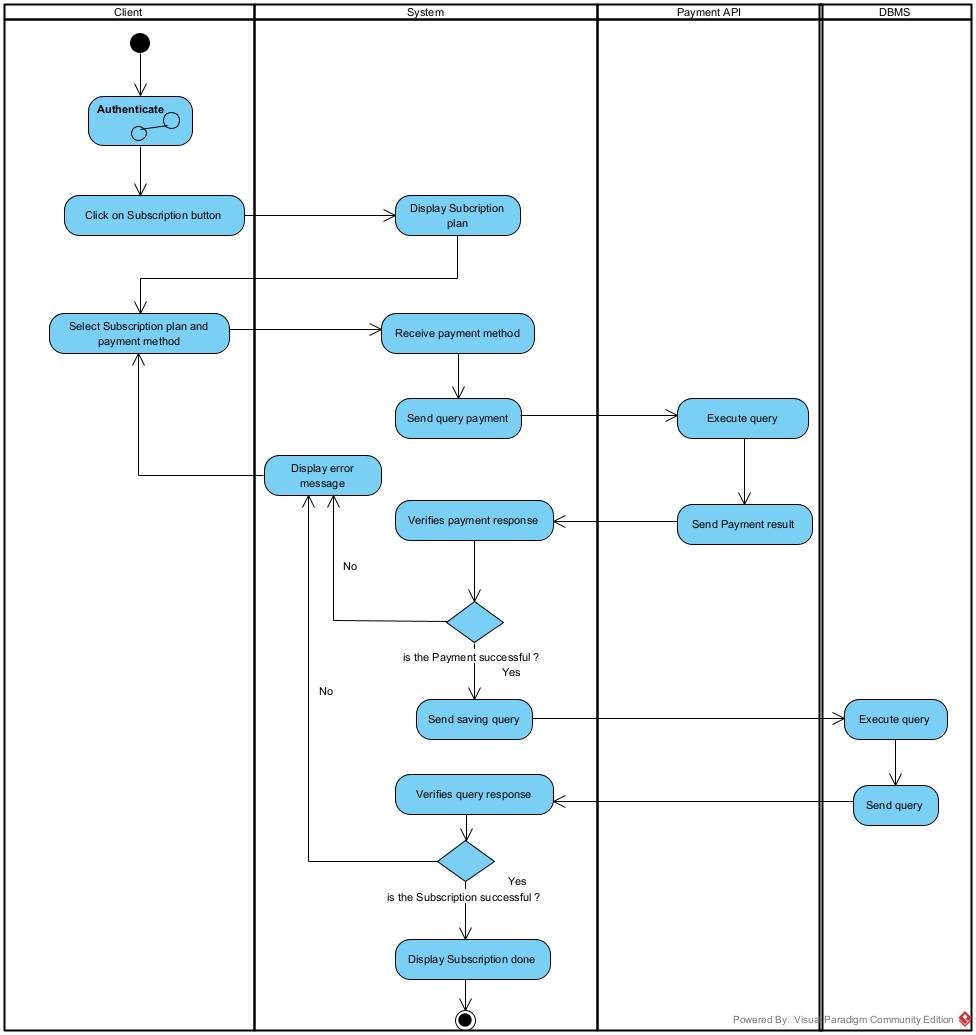 Client
System
Payment API
DBMS
Authenticate
Click on Subscription button
Display Subcription
plan
Select Subscription plan and
payment method
Receive payment method
Send query payment
Execute query
Display error
message
Verifies payment response
Send Payment result
No
is the Payment successful ?
Yes
No
Send saving query
Execute query
Verifies query response
Send query
Yes
is the Subscription successful ?
Display Subscription done
Powered By Visual Paradigm Community Edition